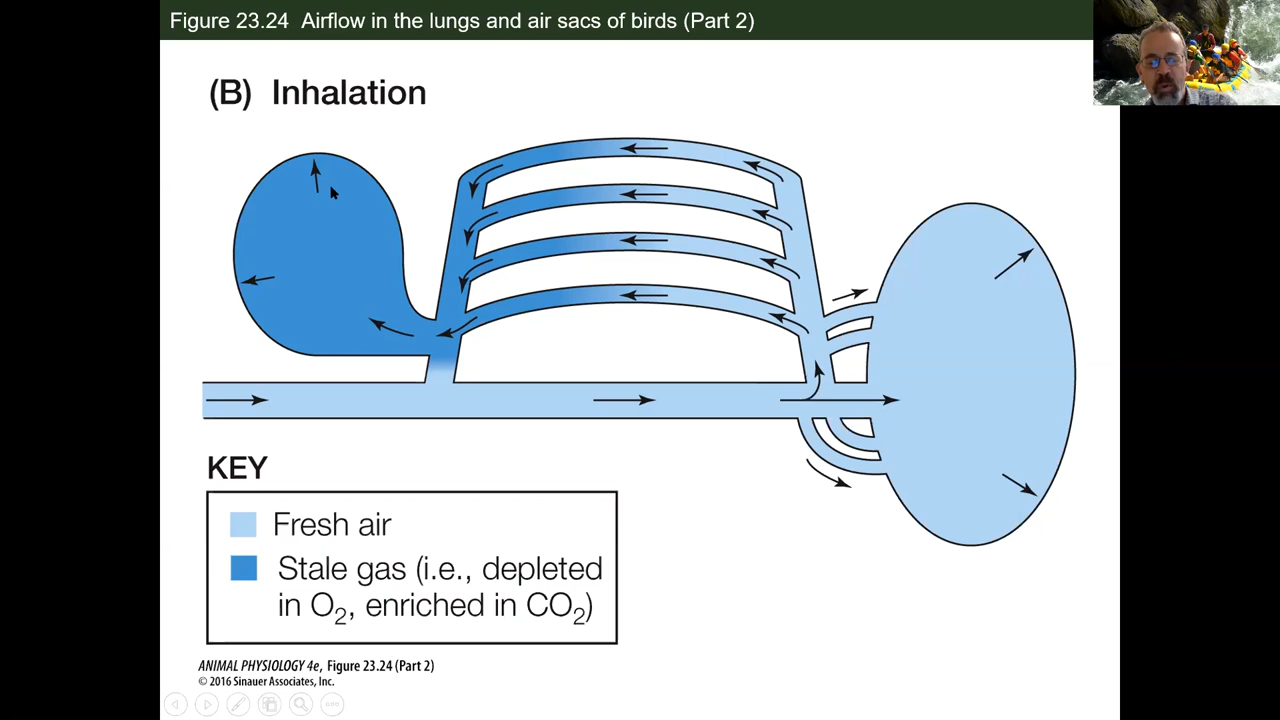 Figure 23.24 Airflow in the lungs and air sacs of birds (Part 2)
(B) Inhalation
KEY
Fresh air
Stale gas (i.e., depleted
in O₂, enriched in CO₂)
ANIMAL PHYSIOLOGY 4e, Figure 23.24 (Part 2)
© 2016 Sinauer Associates, Inc.